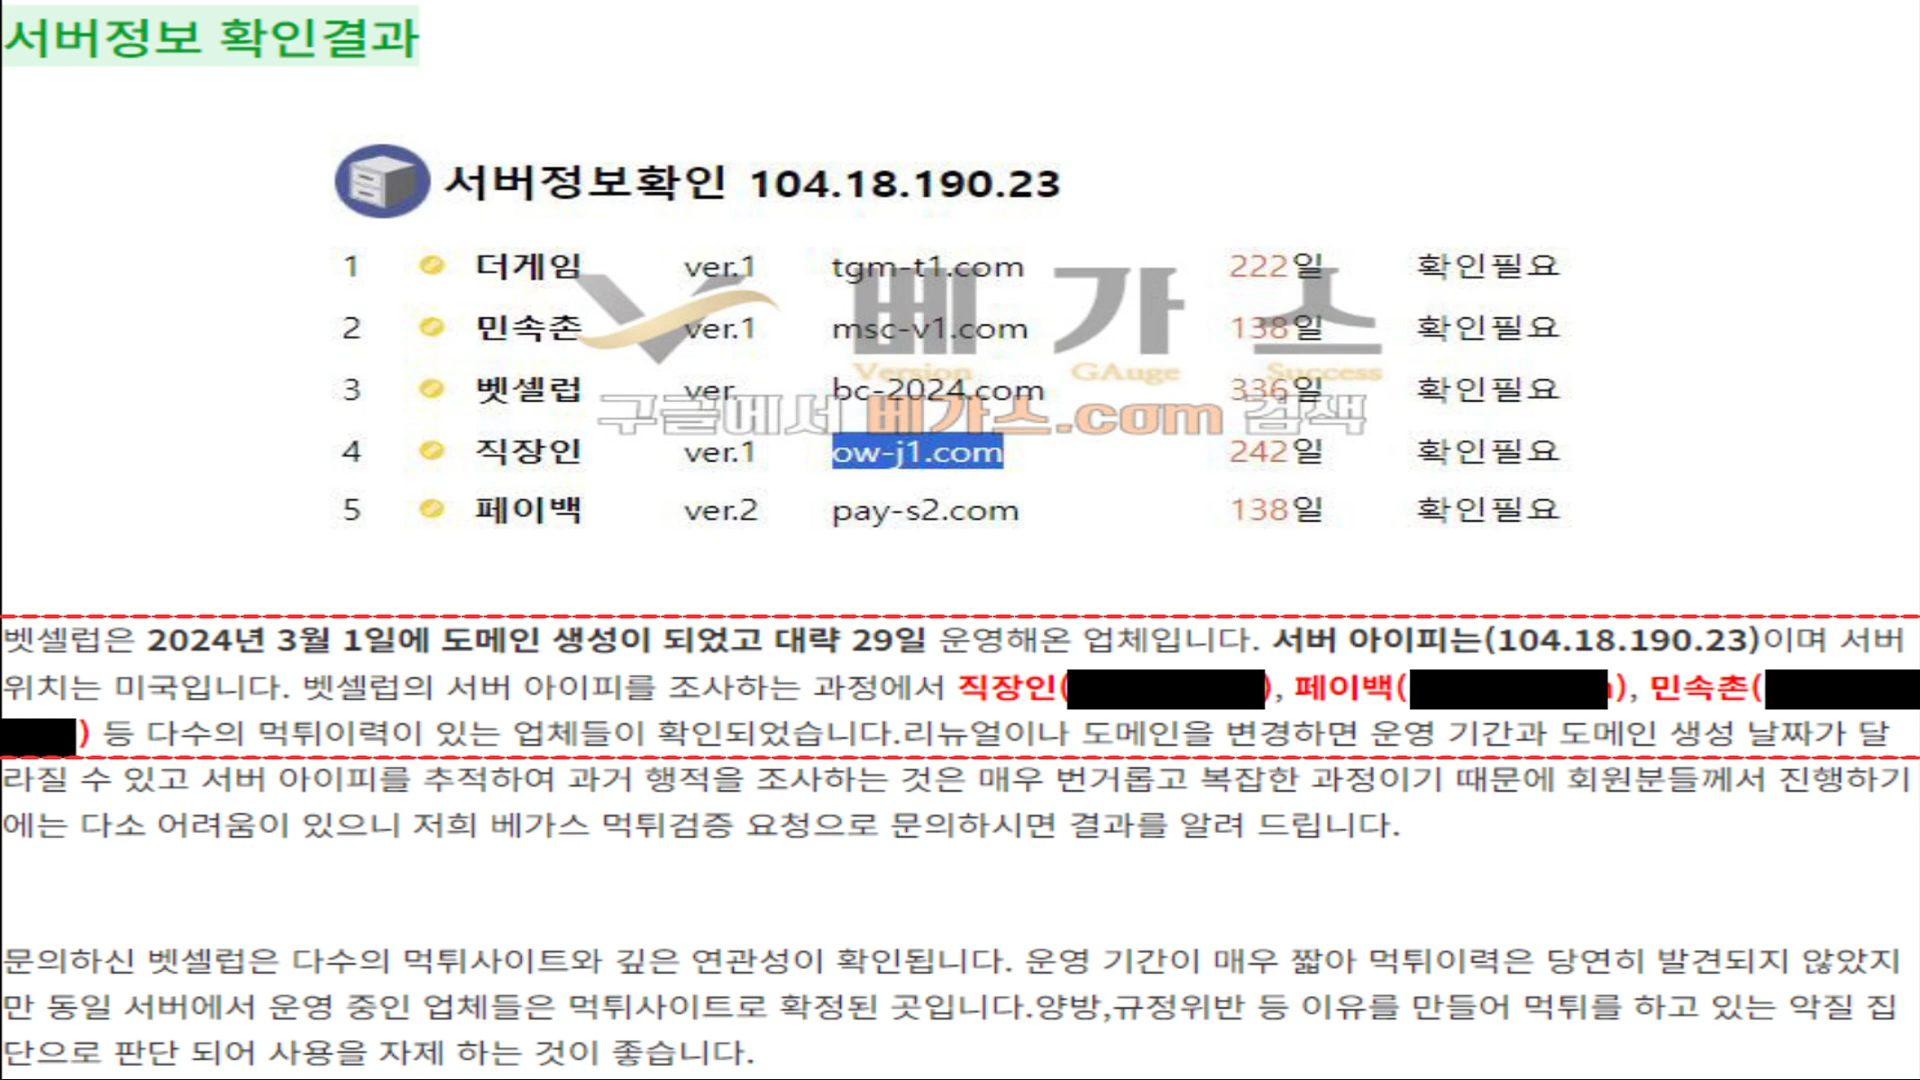 서버정보 확인결과
서버정보확인 104.18.190.23
1 더게임 ver.1 tgm-t1.com 222일 확인필요
2 민속촌 ver.1 msc-v1.com 138일 확인필요
베가스
Version GAuge Success
3 벳셀럽 ver. bc-2024.com 336일 확인필요
구글에서 베가스.com 검색
4 직장인 ver.1 ow-j1.com 242일 확인필요
5 페이백 ver.2 pay-s2.com 138일 확인필요
벳셀럽은 2024년 3월 1일에 도메인 생성이 되었고 대략 29일 운영해온 업체입니다. 서버 아이피는(104.18.190.23)이며 서버
위치는 미국입니다. 벳셀럽의 서버 아이피를 조사하는 과정에서 직장인( ), 페이백( ), 민속촌(
) 등 다수의 먹튀이력이 있는 업체들이 확인되었습니다.리뉴얼이나 도메인을 변경하면 운영 기간과 도메인 생성 날짜가 달
라질 수 있고 서버 아이피를 추적하여 과거 행적을 조사하는 것은 매우 번거롭고 복잡한 과정이기 때문에 회원분들께서 진행하기
에는 다소 어려움이 있으니 저희 베가스 먹튀검증 요청으로 문의하시면 결과를 알려 드립니다.
문의하신 벳셀럽은 다수의 먹튀사이트와 깊은 연관성이 확인됩니다. 운영 기간이 매우 짧아 먹튀이력은 당연히 발견되지 않았지
만 동일 서버에서 운영 중인 업체들은 먹튀사이트로 확정된 곳입니다.양방,규정위반 등 이유를 만들어 먹튀를 하고 있는 악질 집
단으로 판단 되어 사용을 자제 하는 것이 좋습니다.